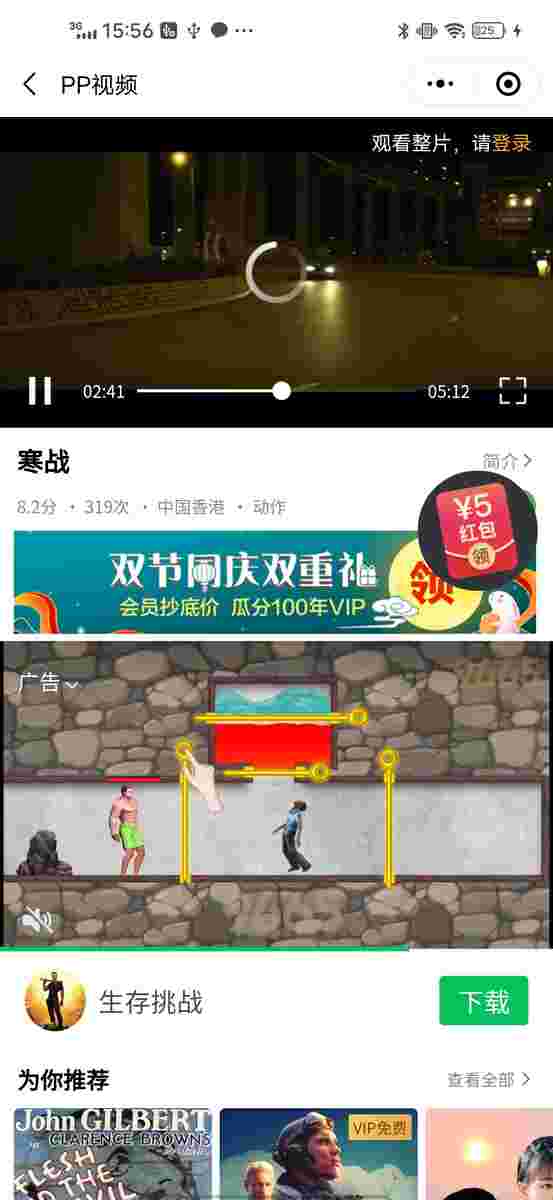 3G 15:56 25
PP视频
观看整片，请登录
02:41 05:12
寒战
简介
8.2分 · 319次 · 中国香港 · 动作
¥5
红包
领
双节同庆双重礼
会员抄底价 瓜分100年VIP
领
广告
生存挑战
下载
为你推荐
查看全部
John GILBERT
CLARENCE BROWN'S
FLESH
THE
VIP免费